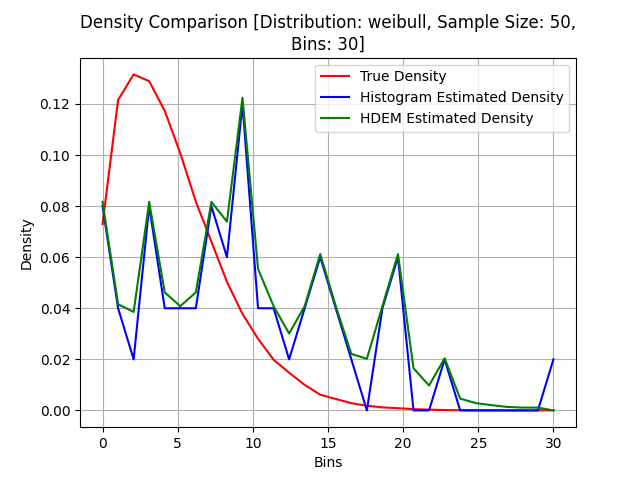 Density Comparison [Distribution: weibull, Sample Size: 50,
Bins: 30]
True Density
Histogram Estimated Density
HDEM Estimated Density
Density
0.12
0.10
0.08
0.06
0.04
0.02
0.00
0 5 10 15 20 25 30
Bins